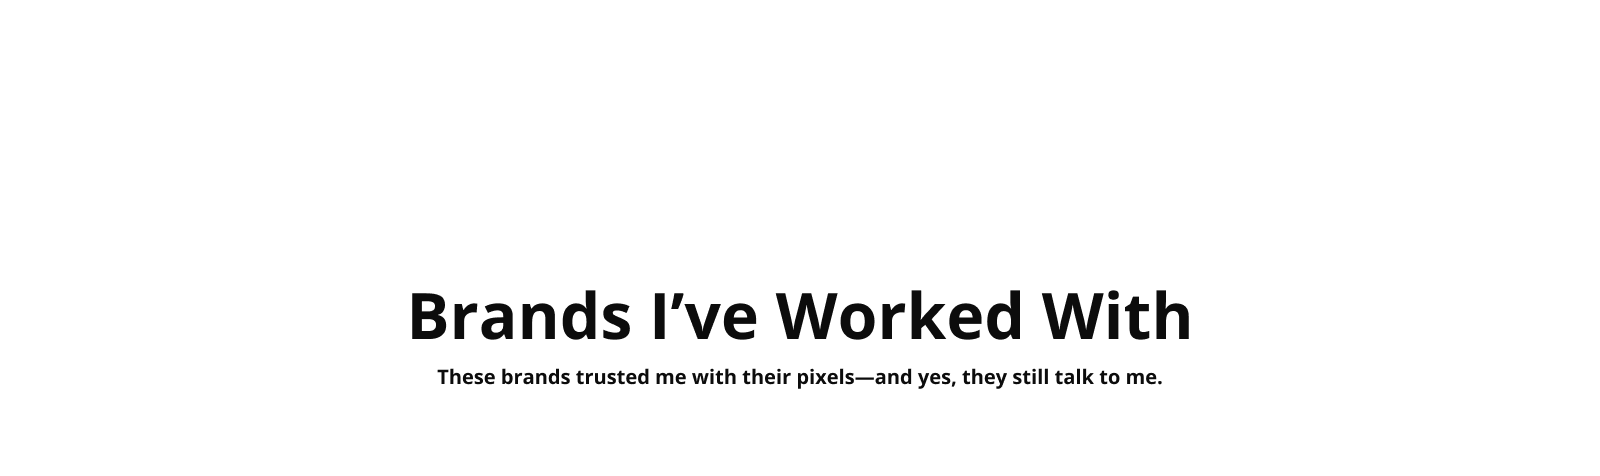 Brands I’ve Worked With
These brands trusted me with their pixels—and yes, they still talk to me.